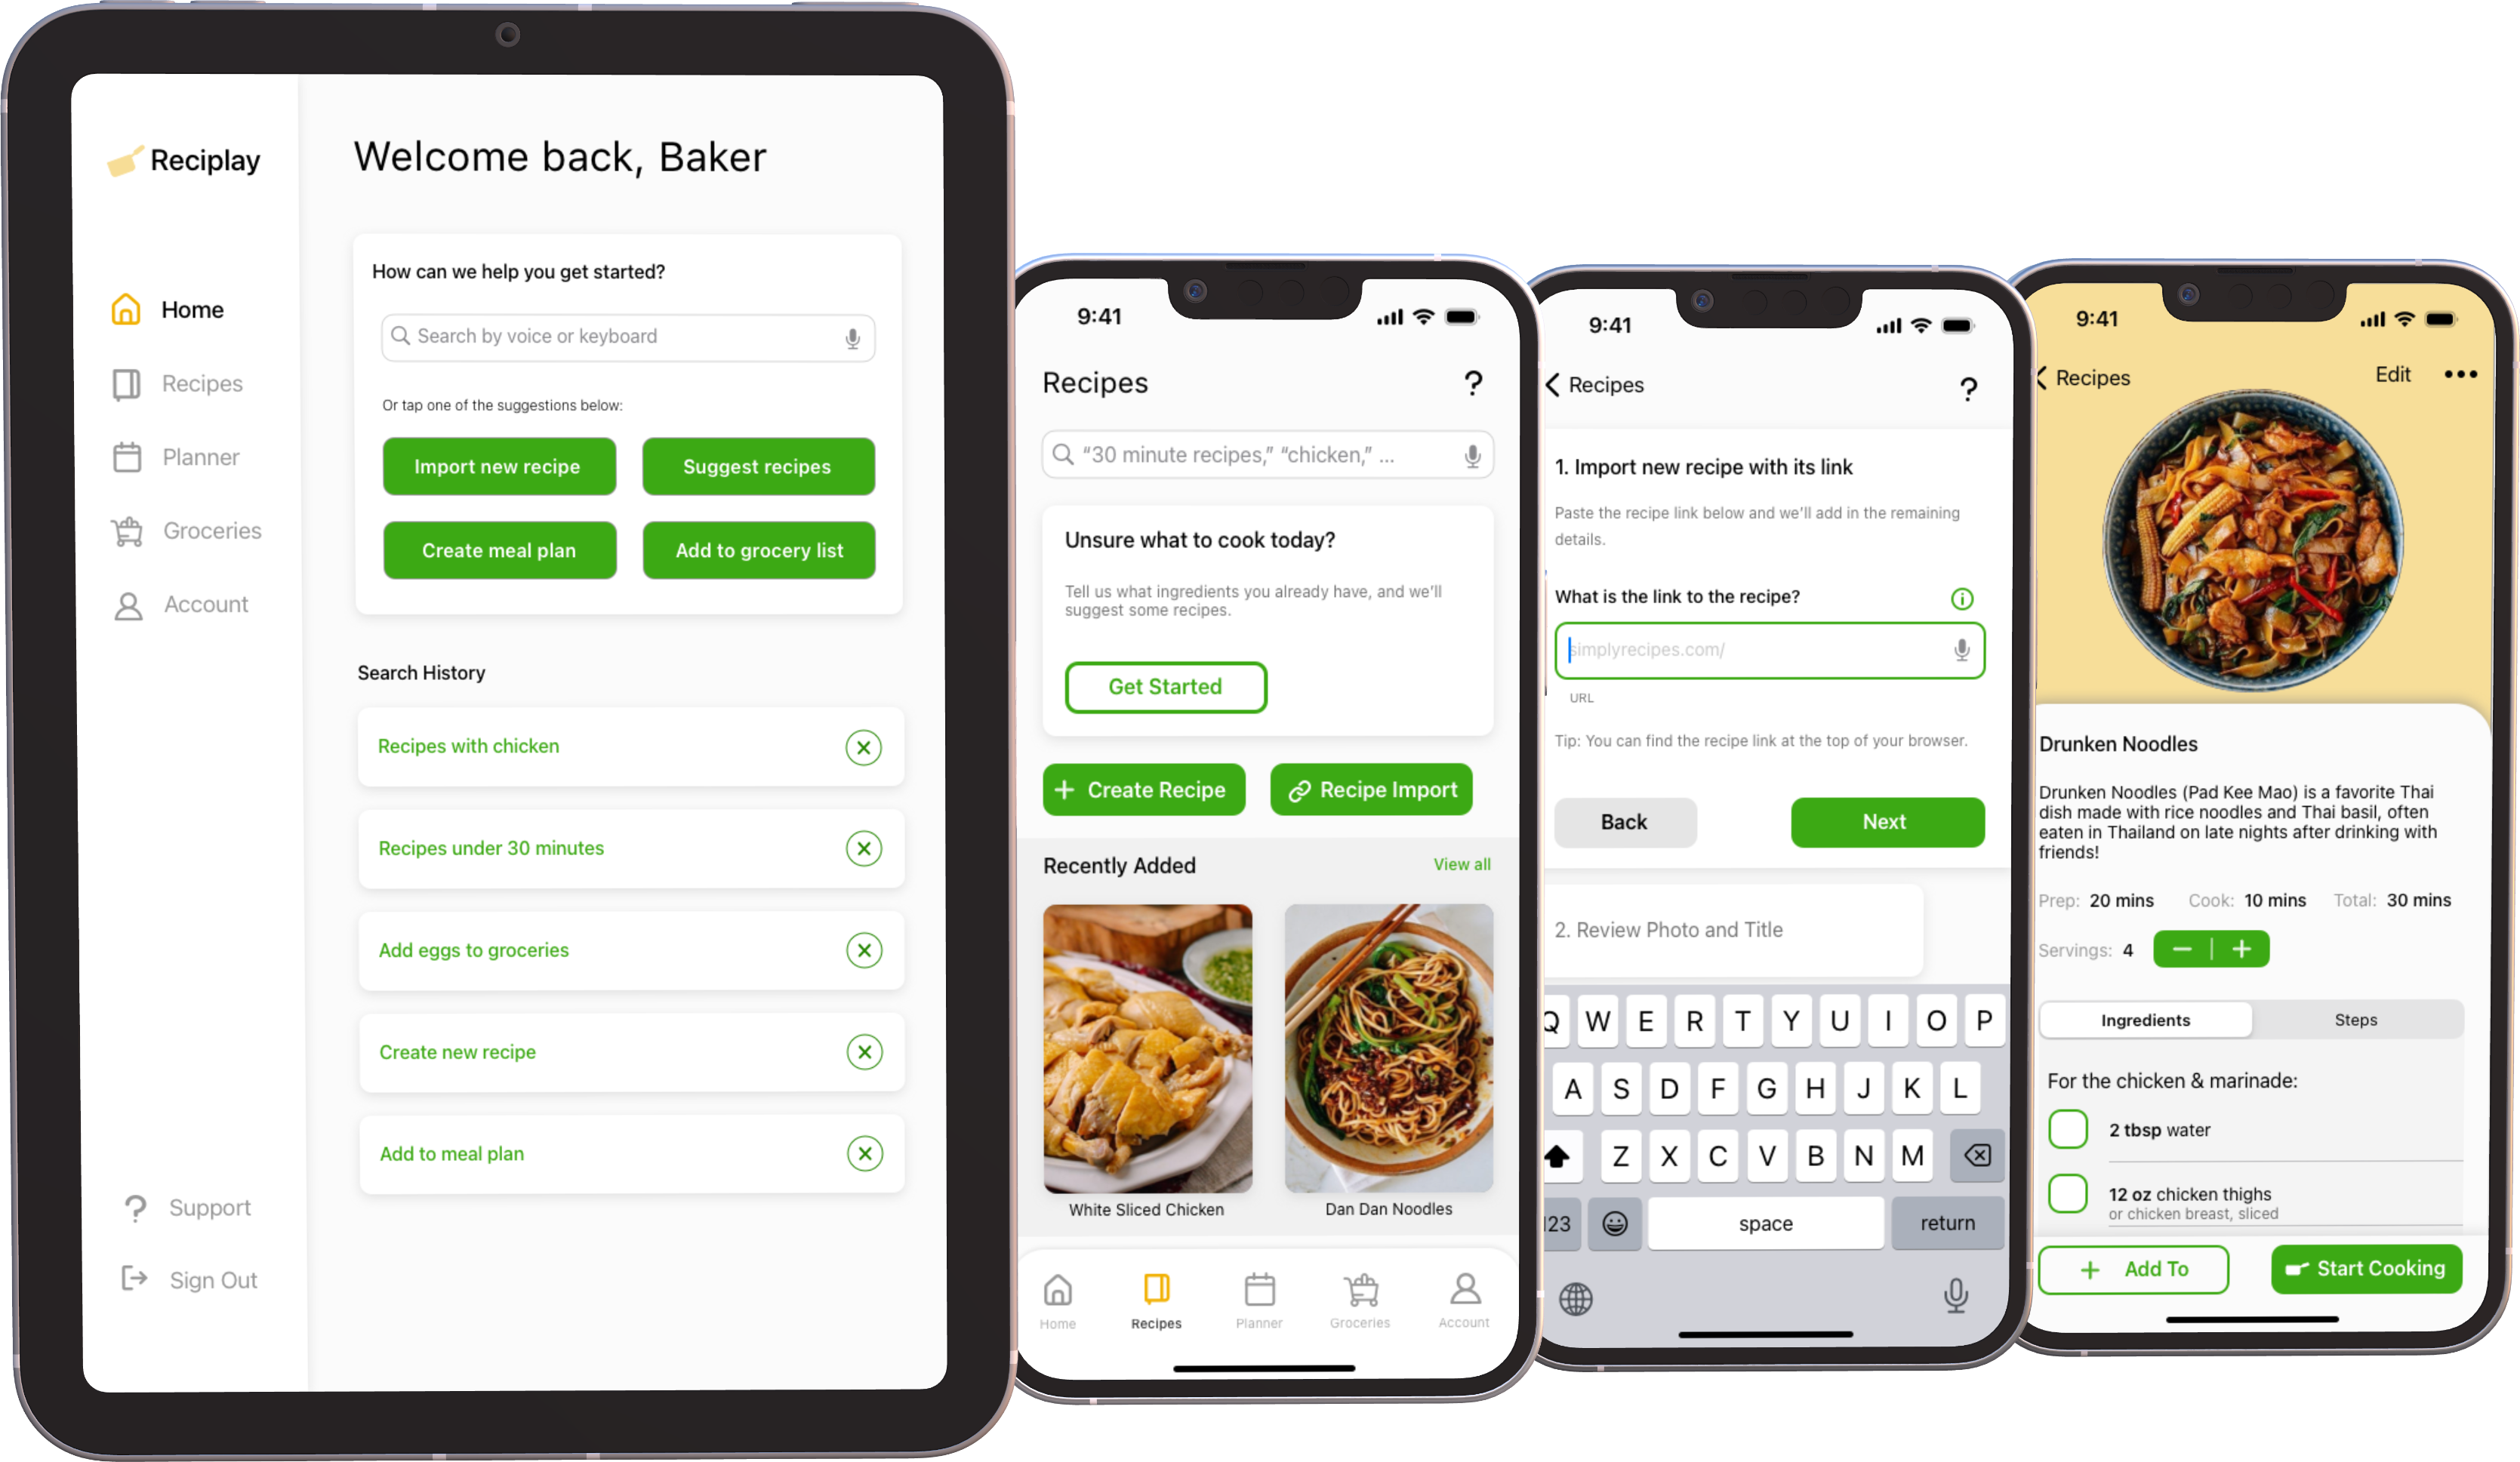 Reciplay
Home
Recipes
Planner
Groceries
Account
Support
Sign Out
Welcome back, Baker
How can we help you get started?
Search by voice or keyboard
Or tap one of the suggestions below:
Import new recipe
Suggest recipes
Create meal plan
Add to grocery list
Search History
Recipes with chicken
Recipes under 30 minutes
Add eggs to groceries
Create new recipe
Add to meal plan
9:41
Recipes
?
“30 minute recipes,” “chicken,” ...
Unsure what to cook today?
Tell us what ingredients you already have, and we’ll
suggest some recipes.
Get Started
+ Create Recipe
Recipe Import
Recently Added
View all
White Sliced Chicken
Dan Dan Noodles
Home
Recipes
Planner
Groceries
Account
9:41
Recipes
?
1. Import new recipe with its link
Paste the recipe link below and we’ll add in the remaining
details.
What is the link to the recipe?
simplyrecipes.com/
URL
Tip: You can find the recipe link at the top of your browser.
Back
Next
2. Review Photo and Title
Q W E R T Y U I O P
A S D F G H J K L
Z X C V B N M
123
space
return
9:41
Recipes
Edit
Drunken Noodles
Drunken Noodles (Pad Kee Mao) is a favorite Thai
dish made with rice noodles and Thai basil, often
eaten in Thailand on late nights after drinking with
friends!
Prep: 20 mins Cook: 10 mins Total: 30 mins
Servings: 4
Ingredients
Steps
For the chicken & marinade:
2 tbsp water
12 oz chicken thighs
or chicken breast, sliced
+ Add To
Start Cooking